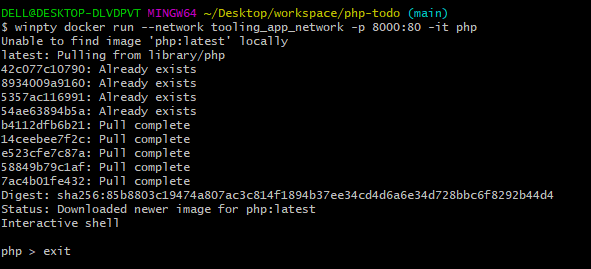 DELL@DESKTOP-DLVDPVT MINGW64 ~/Desktop/workspace/php-todo (main)
$ winpty docker run --network tooling_app_network -p 8000:80 -it php
Unable to find image 'php:latest' locally
latest: Pulling from library/php
42c077c10790: Already exists
8934009a9160: Already exists
5357ac116991: Already exists
54ae63894b5a: Already exists
b4112dfb6b21: Pull complete
14ceebee7f2c: Pull complete
e523cfe7c87a: Pull complete
58849b79c1af: Pull complete
7ac4b01fe432: Pull complete
Digest: sha256:85b8803c19474a807ac3c814f1894b37ee34cd4d6a6e34d728bbc6f8292b44d4
Status: Downloaded newer image for php:latest
Interactive shell
php > exit